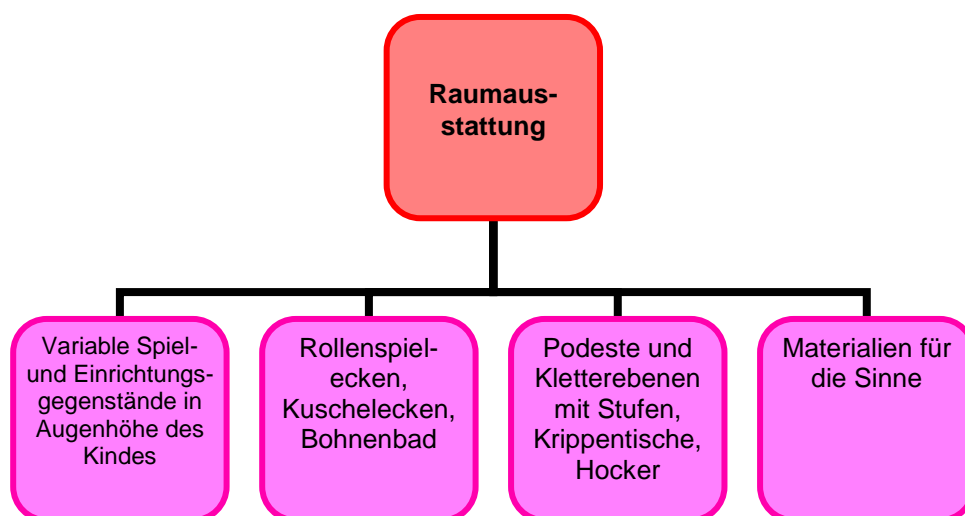 Raumaus-
stattung
Variable Spiel-
und Einrichtungs-
gegenstände in
Augenhöhe des
Kindes
Rollenspiel-
ecken,
Kuschelecken,
Bohnenbad
Podeste und
Kletterebenen
mit Stufen,
Krippentische,
Hocker
Materialien für
die Sinne